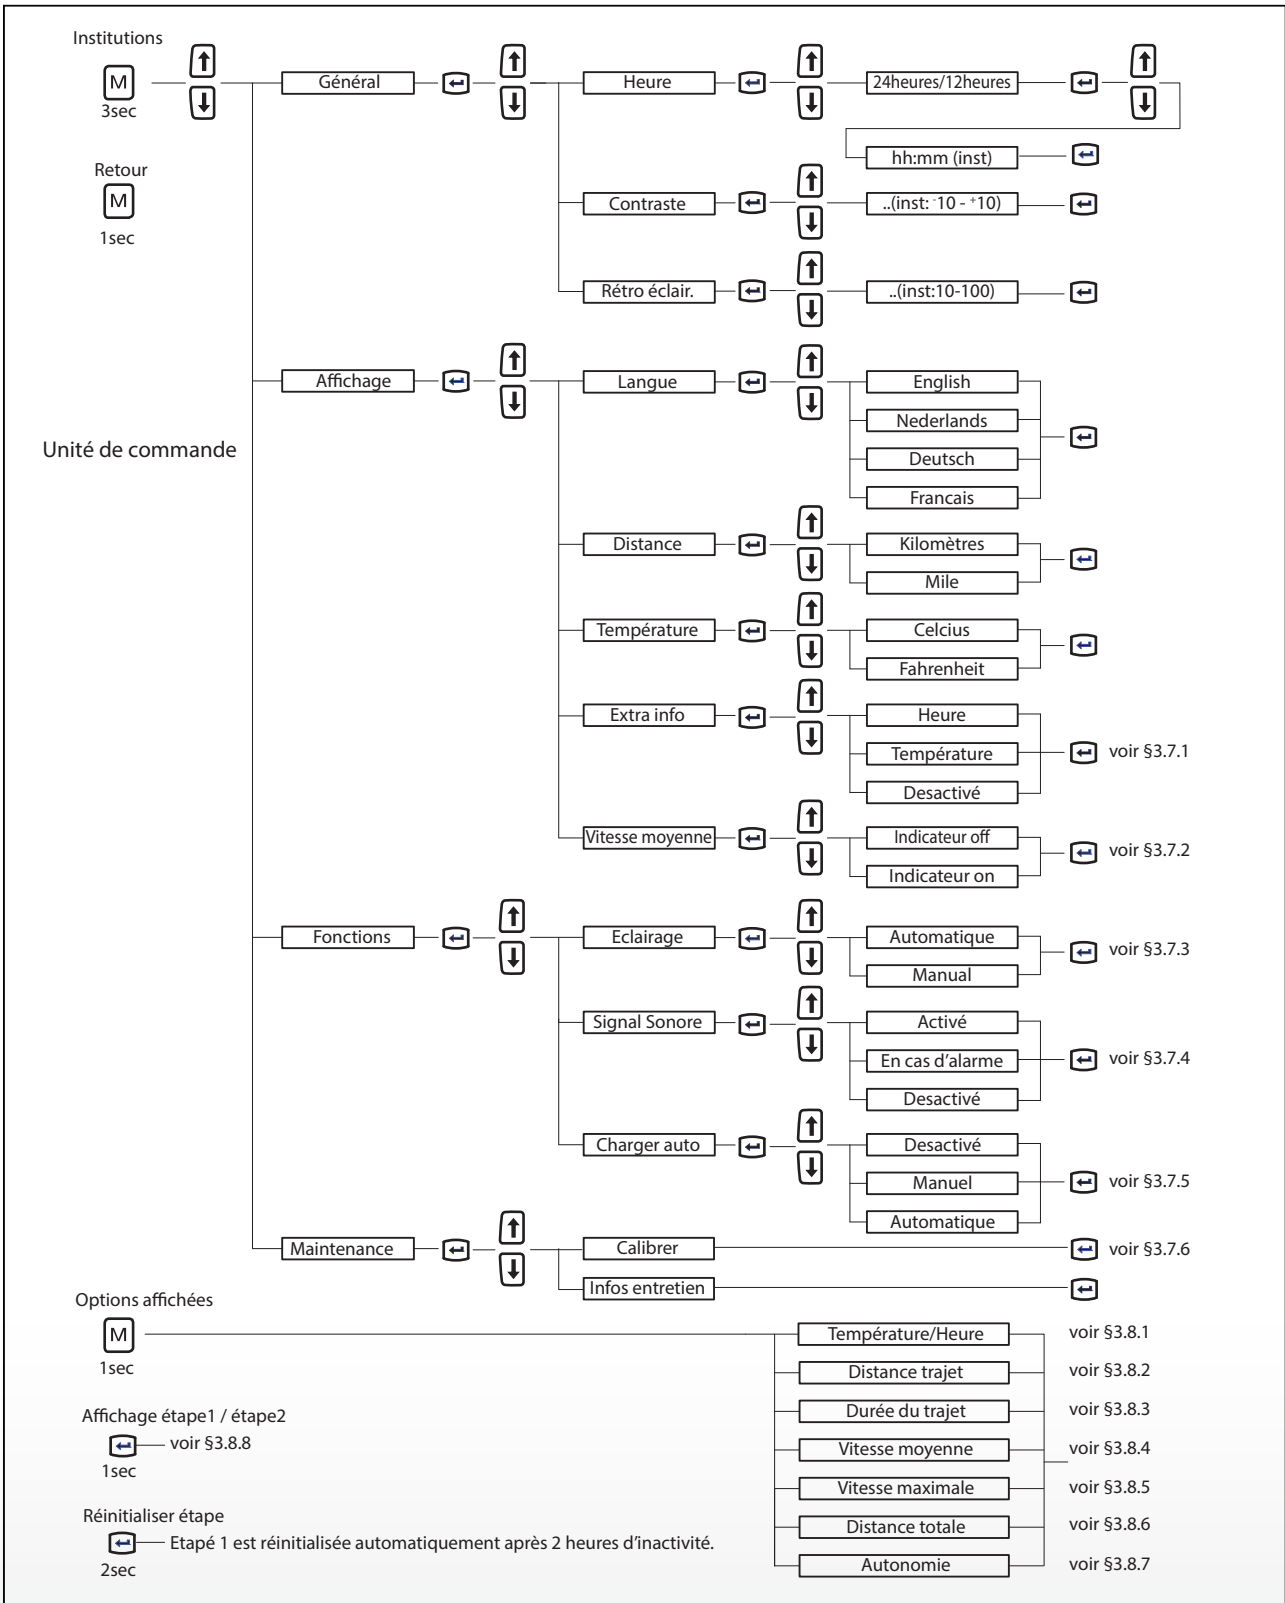 Institutions
M
3sec
Général
Heure
24heures/12heures
hh:mm (inst)
Retour
M
1sec
Contraste
..(inst: -10 - +10)
Rétro éclair.
..(inst:10-100)
Affichage
Langue
English
Nederlands
Deutsch
Francais
Unité de commande
Distance
Kilomètres
Mile
Température
Celcius
Fahrenheit
Extra info
Heure
Température
Desactivé
voir §3.7.1
Vitesse moyenne
Indicateur off
Indicateur on
voir §3.7.2
Fonctions
Eclairage
Automatique
Manual
voir §3.7.3
Signal Sonore
Activé
En cas d'alarme
Desactivé
voir §3.7.4
Charger auto
Desactivé
Manuel
Automatique
voir §3.7.5
Maintenance
Calibrer
voir §3.7.6
Infos entretien
Options affichées
M
1sec
Température/Heure
voir §3.8.1
Distance trajet
voir §3.8.2
Durée du trajet
voir §3.8.3
Vitesse moyenne
voir §3.8.4
Vitesse maximale
voir §3.8.5
Distance totale
voir §3.8.6
Autonomie
voir §3.8.7
Affichage étape1 / étape2
voir §3.8.8
1sec
Réinitialiser étape
Etapé 1 est réinitialisée automatiquement après 2 heures d'inactivité.
2sec